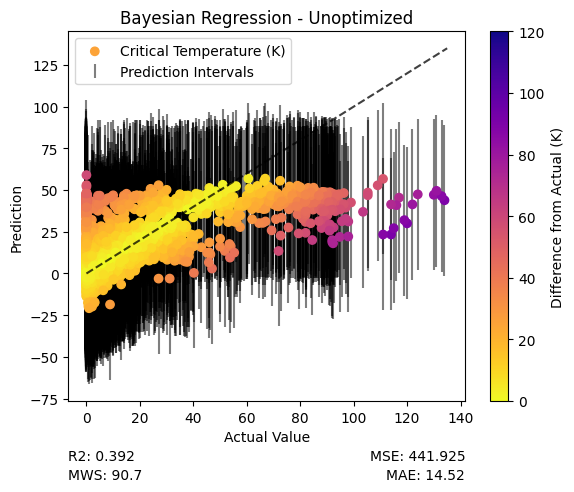 Bayesian Regression - Unoptimized
Critical Temperature (K)
Prediction Intervals
Prediction
125
100
75
50
25
0
−25
−50
−75
0
20
40
60
80
100
120
140
Actual Value
120
100
80
60
40
20
0
Difference from Actual (K)
R2: 0.392
MSE: 441.925
MWS: 90.7
MAE: 14.52